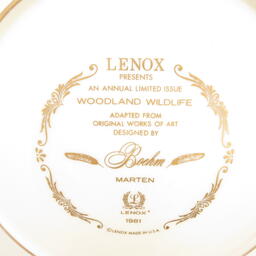 LENOX
PRESENTS
AN ANNUAL LIMITED ISSUE
WOODLAND WILDLIFE
ADAPTED FROM
ORIGINAL WORKS OF ART
DESIGNED BY
Boehm
MARTEN
L
LENOX®
1981
© LENOX MADE IN U.S.A.